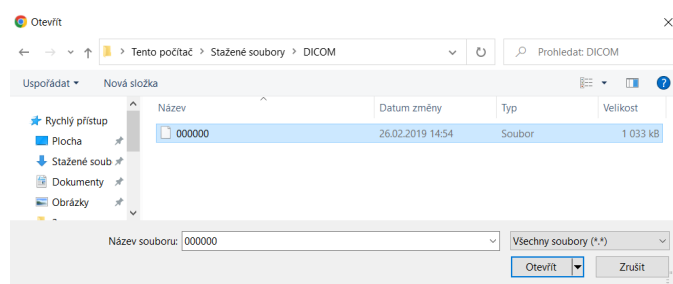 Otevřít
Tento počítač > Stažené soubory > DICOM
Prohledat: DICOM
Uspořádat Nová složka
Název Datum změny Typ Velikost
Rychlý přístup
000000 26.02.2019 14:54 Soubor 1 033 kB
Plocha
Stažené soub
Dokumenty
Obrázky
Název souboru: 000000 Všechny soubory (*.*)
Otevřít Zrušit